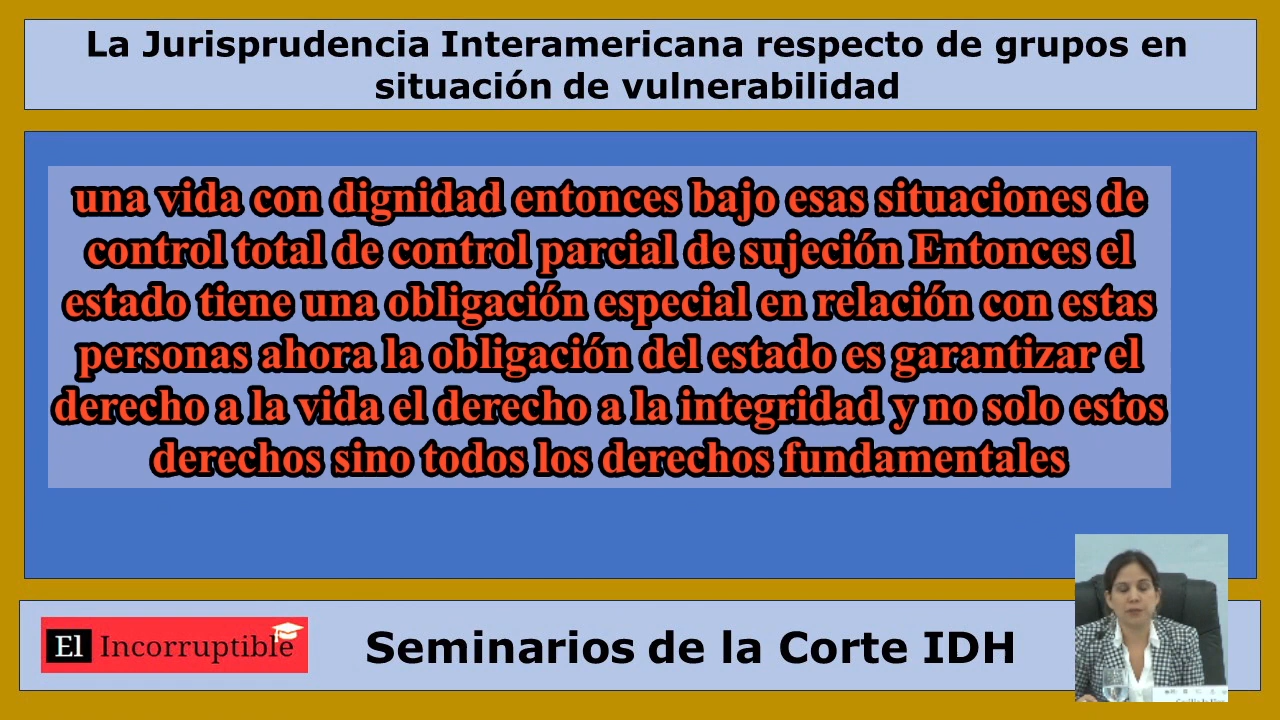 La Jurisprudencia Interamericana respecto de grupos en
situación de vulnerabilidad
una vida con dignidad entonces bajo esas situaciones de
control total de control parcial de sujeción Entonces el
estado tiene una obligación especial en relación con estas
personas ahora la obligación del estado es garantizar el
derecho a la vida el derecho a la integridad y no solo estos
derechos sino todos los derechos fundamentales
El Incorruptible
Seminarios de la Corte IDH